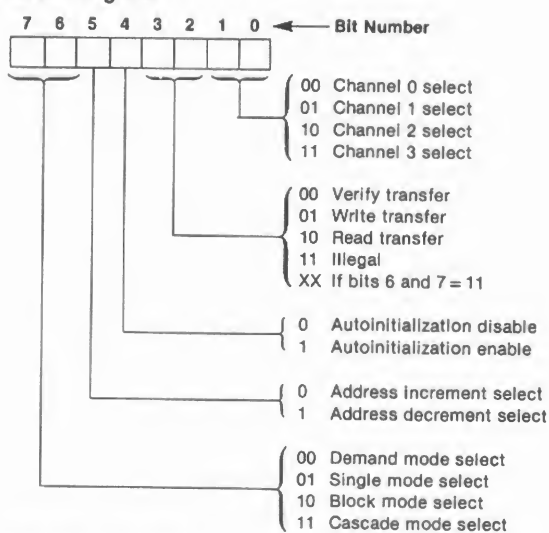 7 6 5 4 3 2 1 0 Bit Number
00 Channel 0 select
01 Channel 1 select
10 Channel 2 select
11 Channel 3 select
00 Verify transfer
01 Write transfer
10 Read transfer
11 Illegal
XX If bits 6 and 7 = 11
0 Autoinitialization disable
1 Autoinitialization enable
0 Address increment select
1 Address decrement select
00 Demand mode select
01 Single mode select
10 Block mode select
11 Cascade mode select